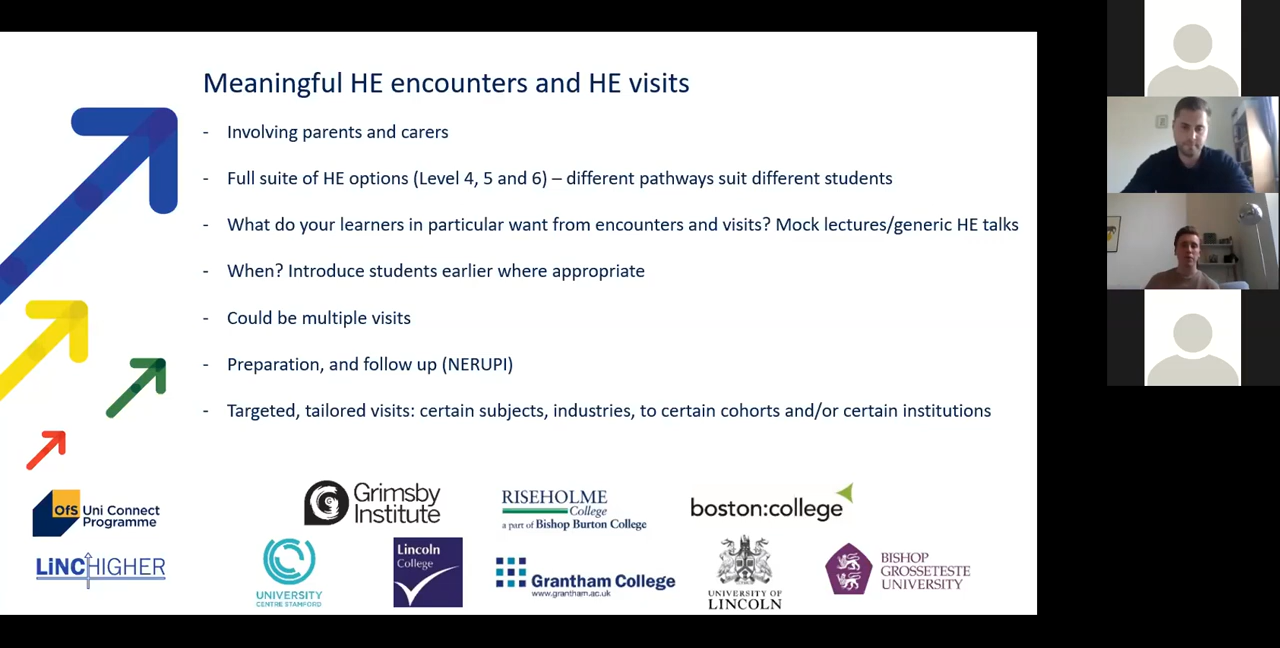 Meaningful HE encounters and HE visits
- Involving parents and carers
- Full suite of HE options (Level 4, 5 and 6) – different pathways suit different students
- What do your learners in particular want from encounters and visits? Mock lectures/generic HE talks
- When? Introduce students earlier where appropriate
- Could be multiple visits
- Preparation, and follow up (NERUPI)
- Targeted, tailored visits: certain subjects, industries, to certain cohorts and/or certain institutions
OfS Uni Connect
Programme
Grimsby
Institute
RISEHOLME
College
a part of Bishop Burton College
boston:college
LiNCHIGHER
UNIVERSITY
CENTRE STAMFORD
Lincoln
College
Grantham College
www.grantham.ac.uk
UNIVERSITY OF
LINCOLN
BISHOP
GROSSETESTE
UNIVERSITY